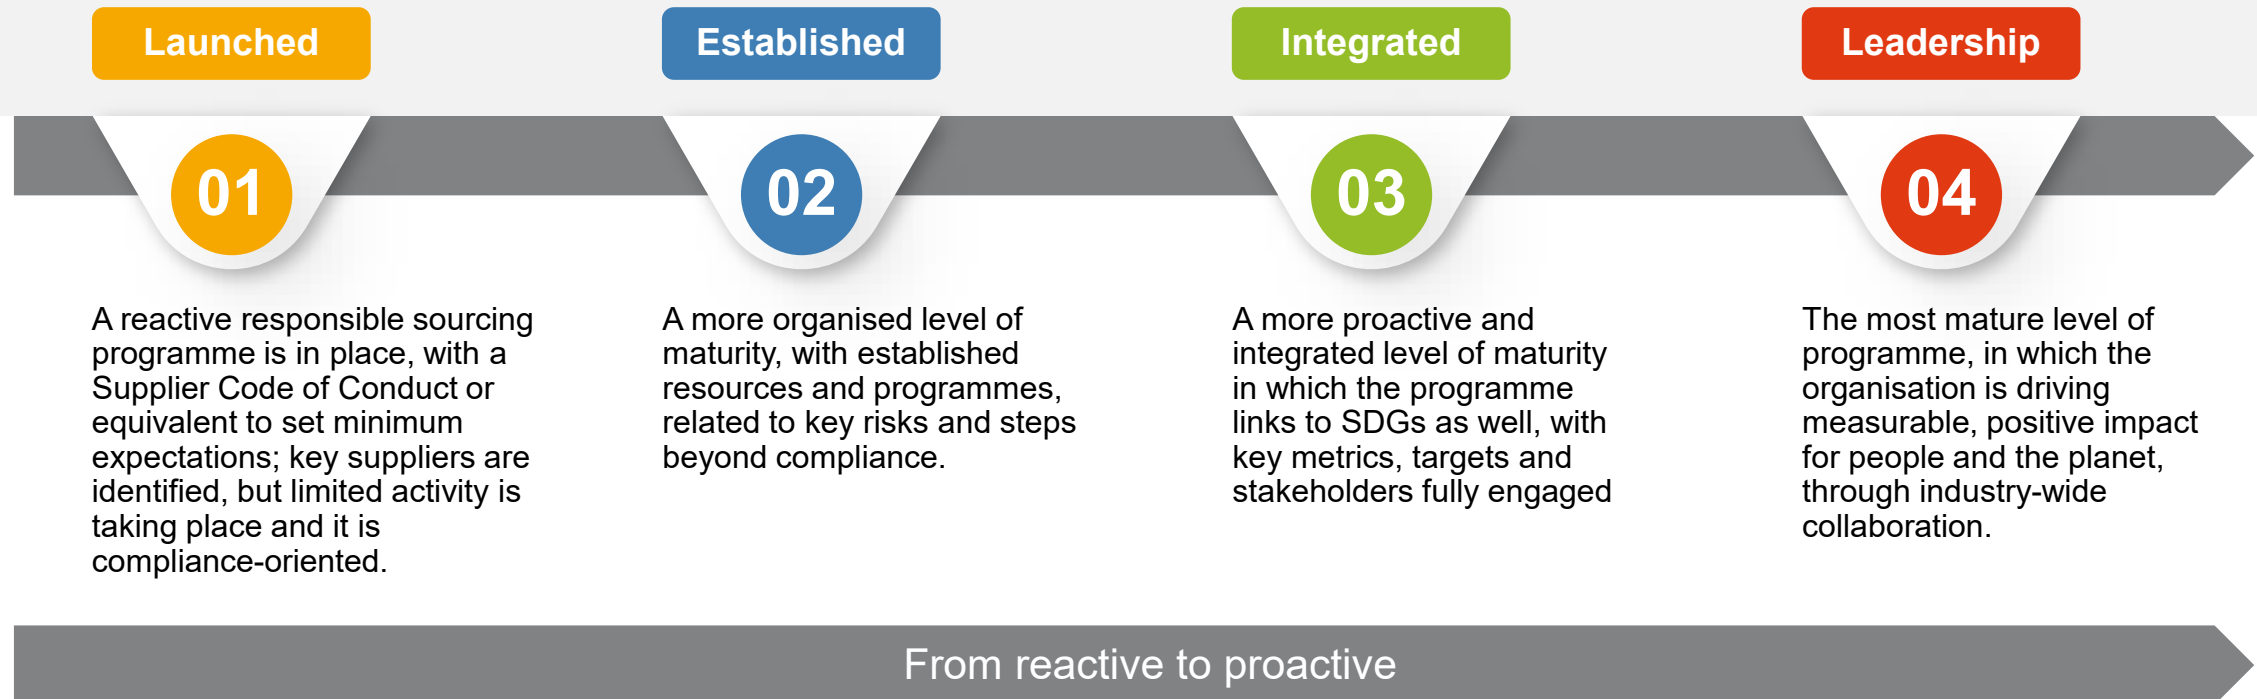 Launched
Established
Integrated
Leadership
01
02
03
04
A reactive responsible sourcing
programme is in place, with a
Supplier Code of Conduct or
equivalent to set minimum
expectations; key suppliers are
identified, but limited activity is
taking place and it is
compliance-oriented.
A more organised level of
maturity, with established
resources and programmes,
related to key risks and steps
beyond compliance.
A more proactive and
integrated level of maturity
in which the programme
links to SDGs as well, with
key metrics, targets and
stakeholders fully engaged
The most mature level of
programme, in which the
organisation is driving
measurable, positive impact
for people and the planet,
through industry-wide
collaboration.
From reactive to proactive